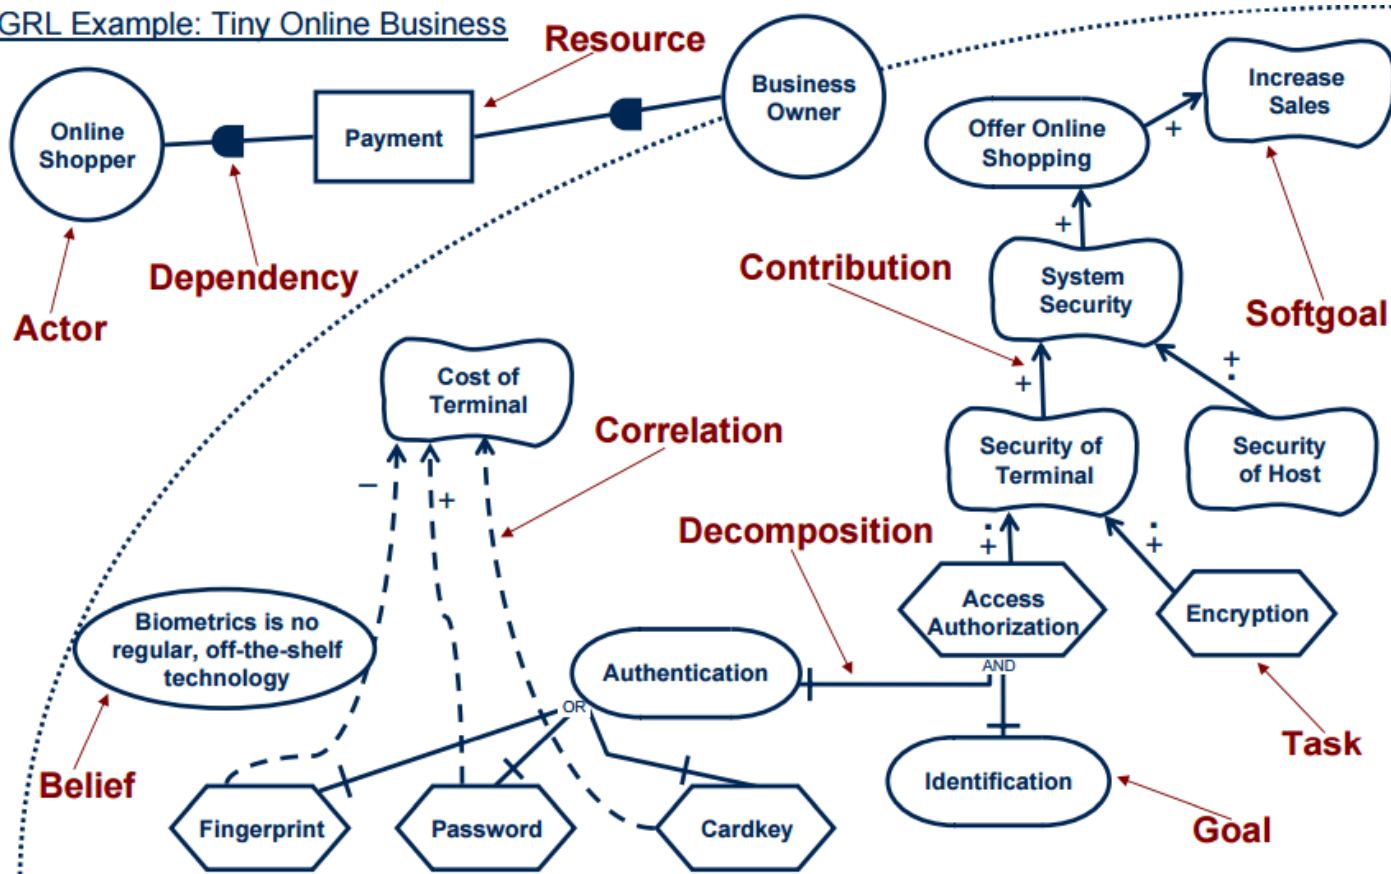 GRL Example: Tiny Online Business
Resource
Online
Shopper
Payment
Business
Owner
Offer Online
Shopping
+
Increase
Sales
Dependency
Actor
+
Contribution
System
Security
Softgoal
+
+
Cost of
Terminal
Correlation
Security of
Terminal
Security
of Host
–
+
Decomposition
+
+
Biometrics is no
regular, off-the-shelf
technology
Authentication
Access
Authorization
Encryption
AND
OR
Belief
Task
Identification
Fingerprint
Password
Cardkey
Goal